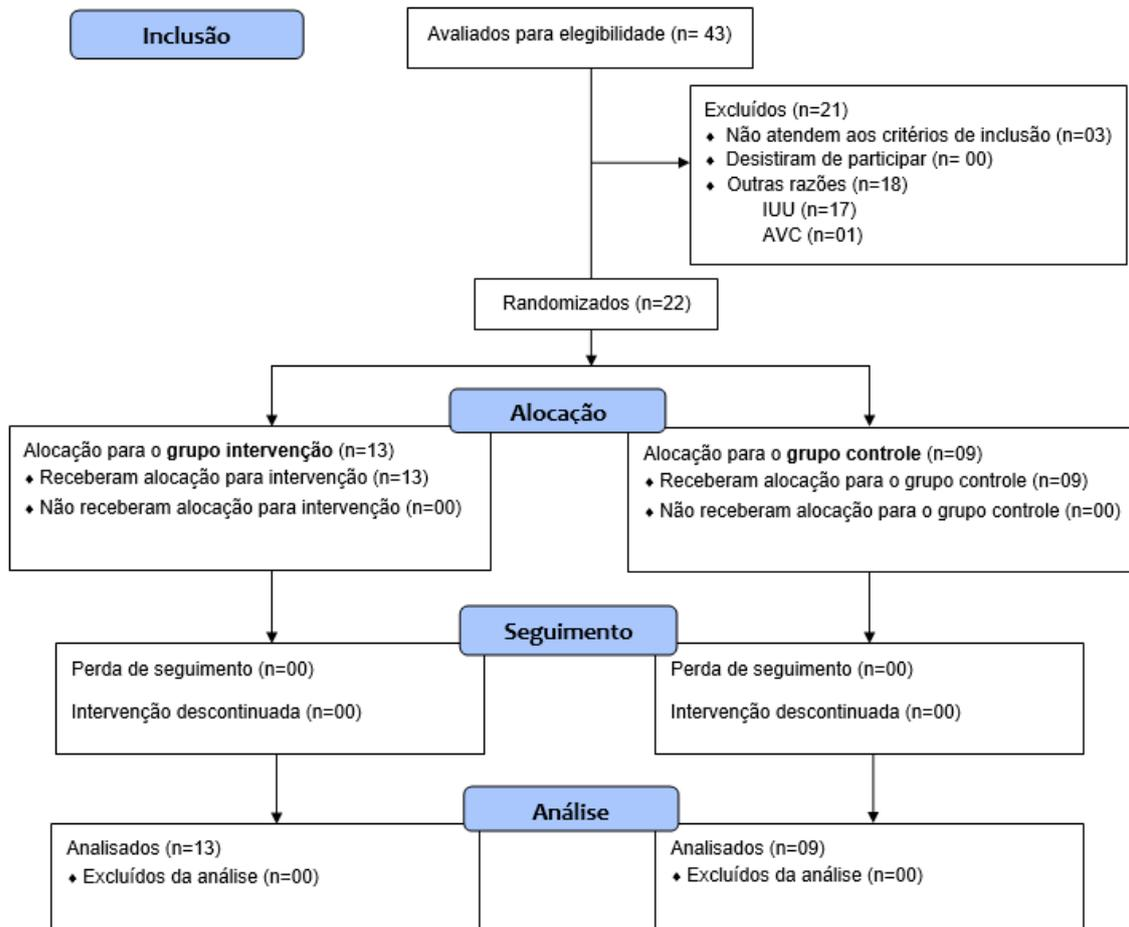 Inclusão
Avaliados para elegibilidade (n= 43)
Excluídos (n=21)
♦ Não atendem aos critérios de inclusão (n=03)
♦ Desistiram de participar (n= 00)
♦ Outras razões (n=18)
IUU (n=17)
AVC (n=01)
Randomizados (n=22)
Alocação
Alocação para o grupo intervenção (n=13)
♦ Receberam alocação para intervenção (n=13)
♦ Não receberam alocação para intervenção (n=00)
Alocação para o grupo controle (n=09)
♦ Receberam alocação para o grupo controle (n=09)
♦ Não receberam alocação para o grupo controle (n=00)
Seguimento
Perda de seguimento (n=00)
Intervenção descontinuada (n=00)
Perda de seguimento (n=00)
Intervenção descontinuada (n=00)
Análise
Analisados (n=13)
♦ Excluídos da análise (n=00)
Analisados (n=09)
♦ Excluídos da análise (n=00)